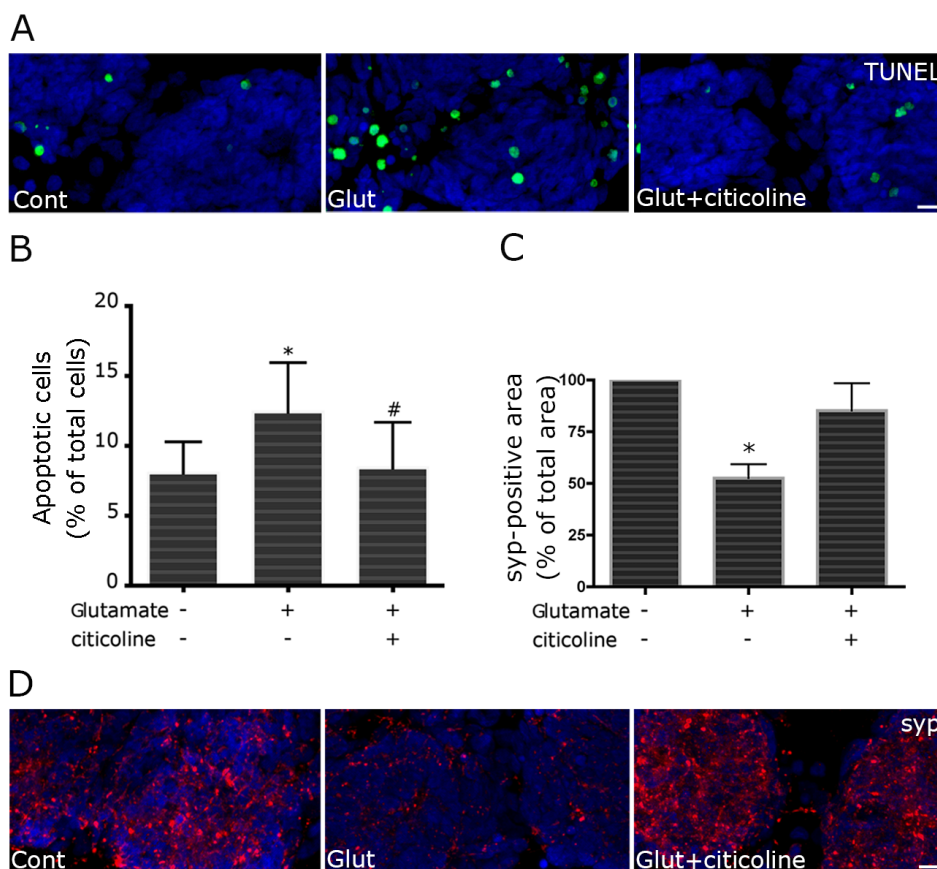 A
TUNEL
Cont
Glut
Glut+citicoline
B
C
Apoptotic cells
(% of total cells)
20
15
10
5
0
*
#
Glutamate - + +
citicoline - - +
syp-positive area
(% of total area)
100
75
50
25
0
*
Glutamate - + +
citicoline - - +
D
syp
Cont
Glut
Glut+citicoline